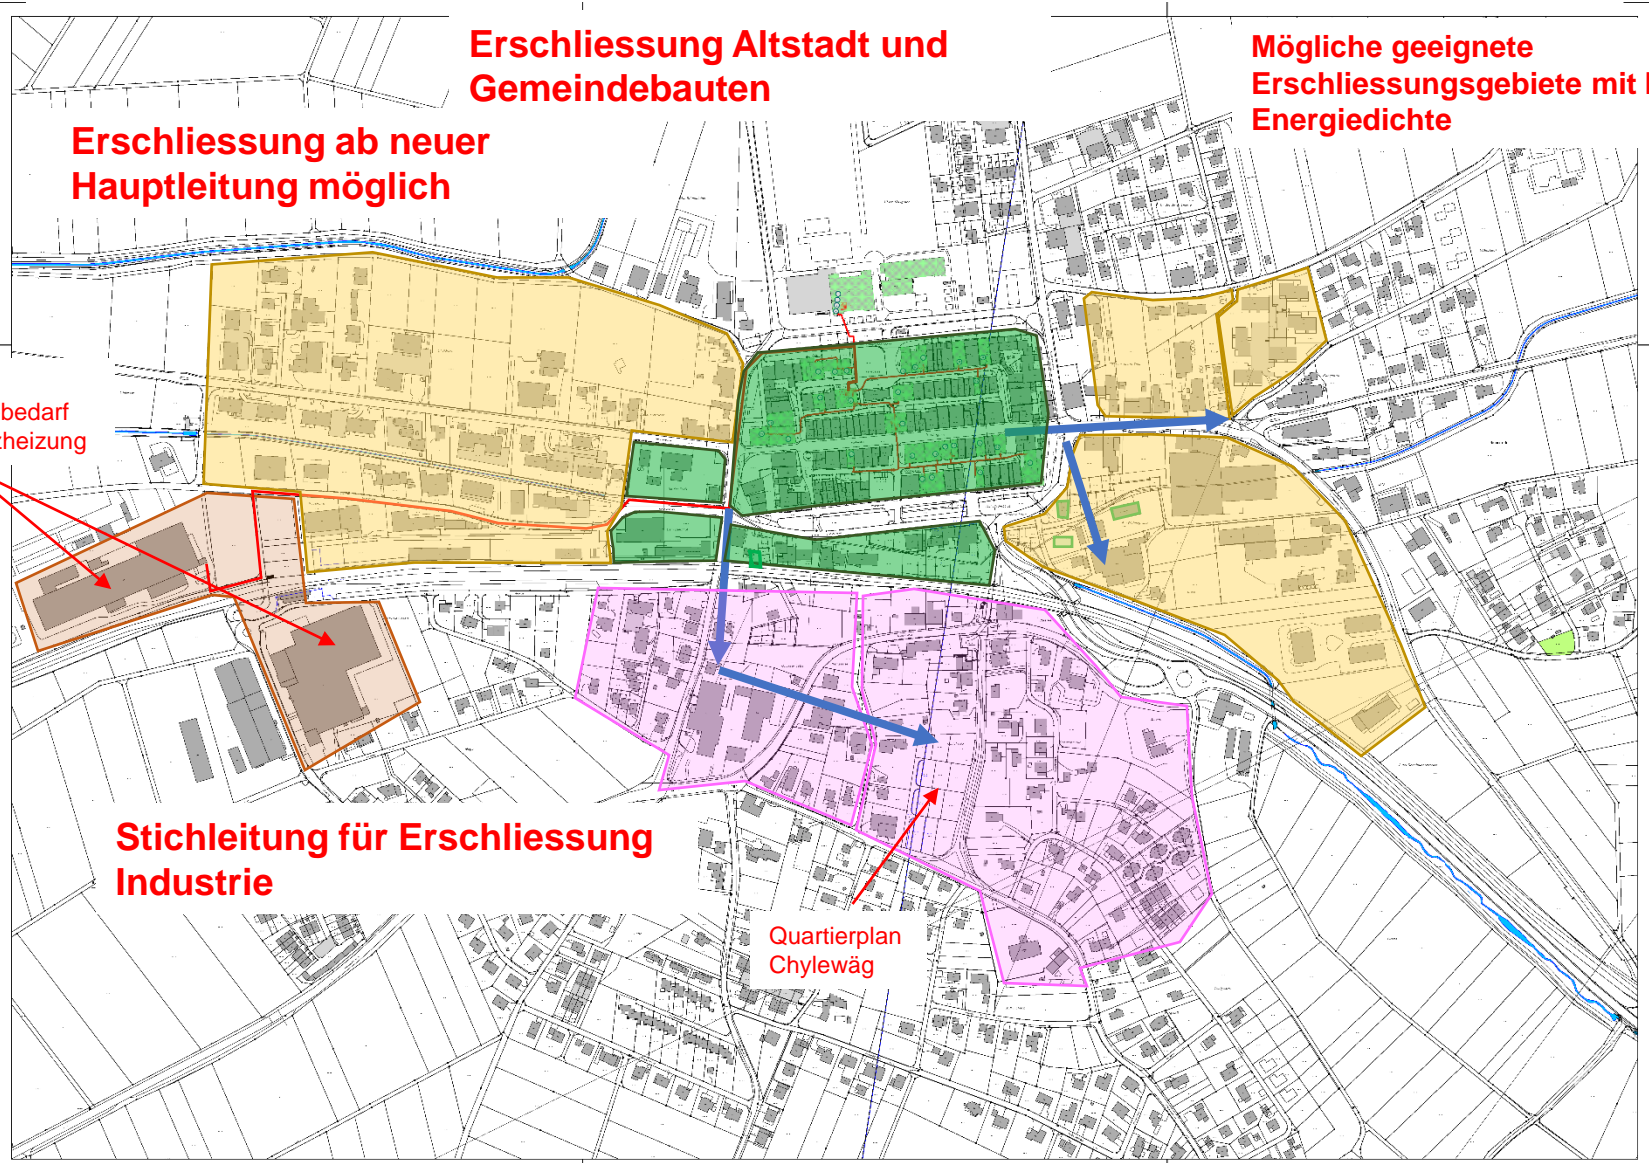 Erschliessung Altstadt und
Gemeindebauten
Mögliche geeignete
Erschliessungsgebiete mit
Energiedichte
Erschliessung ab neuer
Hauptleitung möglich
bedarf
zheizung
Stichleitung für Erschliessung
Industrie
Quartierplan
Chylewäg